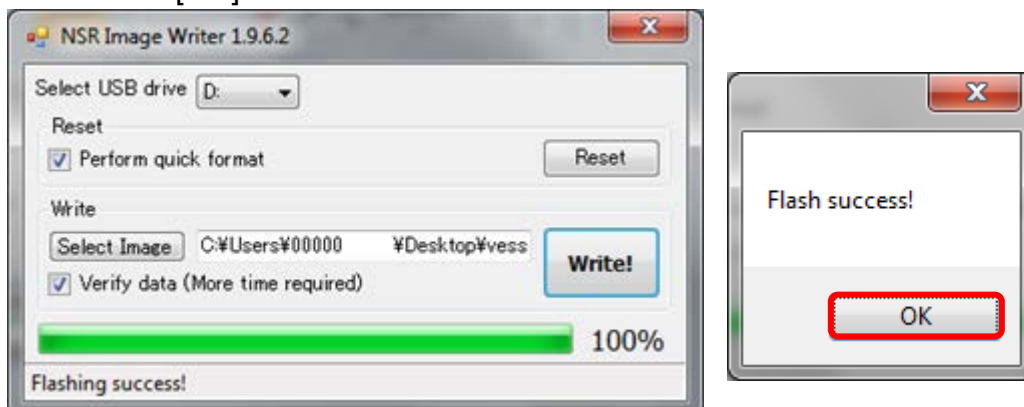 NSR Image Writer 1.9.6.2
Select USB drive D:
Reset
Perform quick format Reset
Write
Select Image C:¥Users¥00000 ¥Desktop¥vess
Write!
Verify data (More time required)
100%
Flashing success!
Flash success!
OK